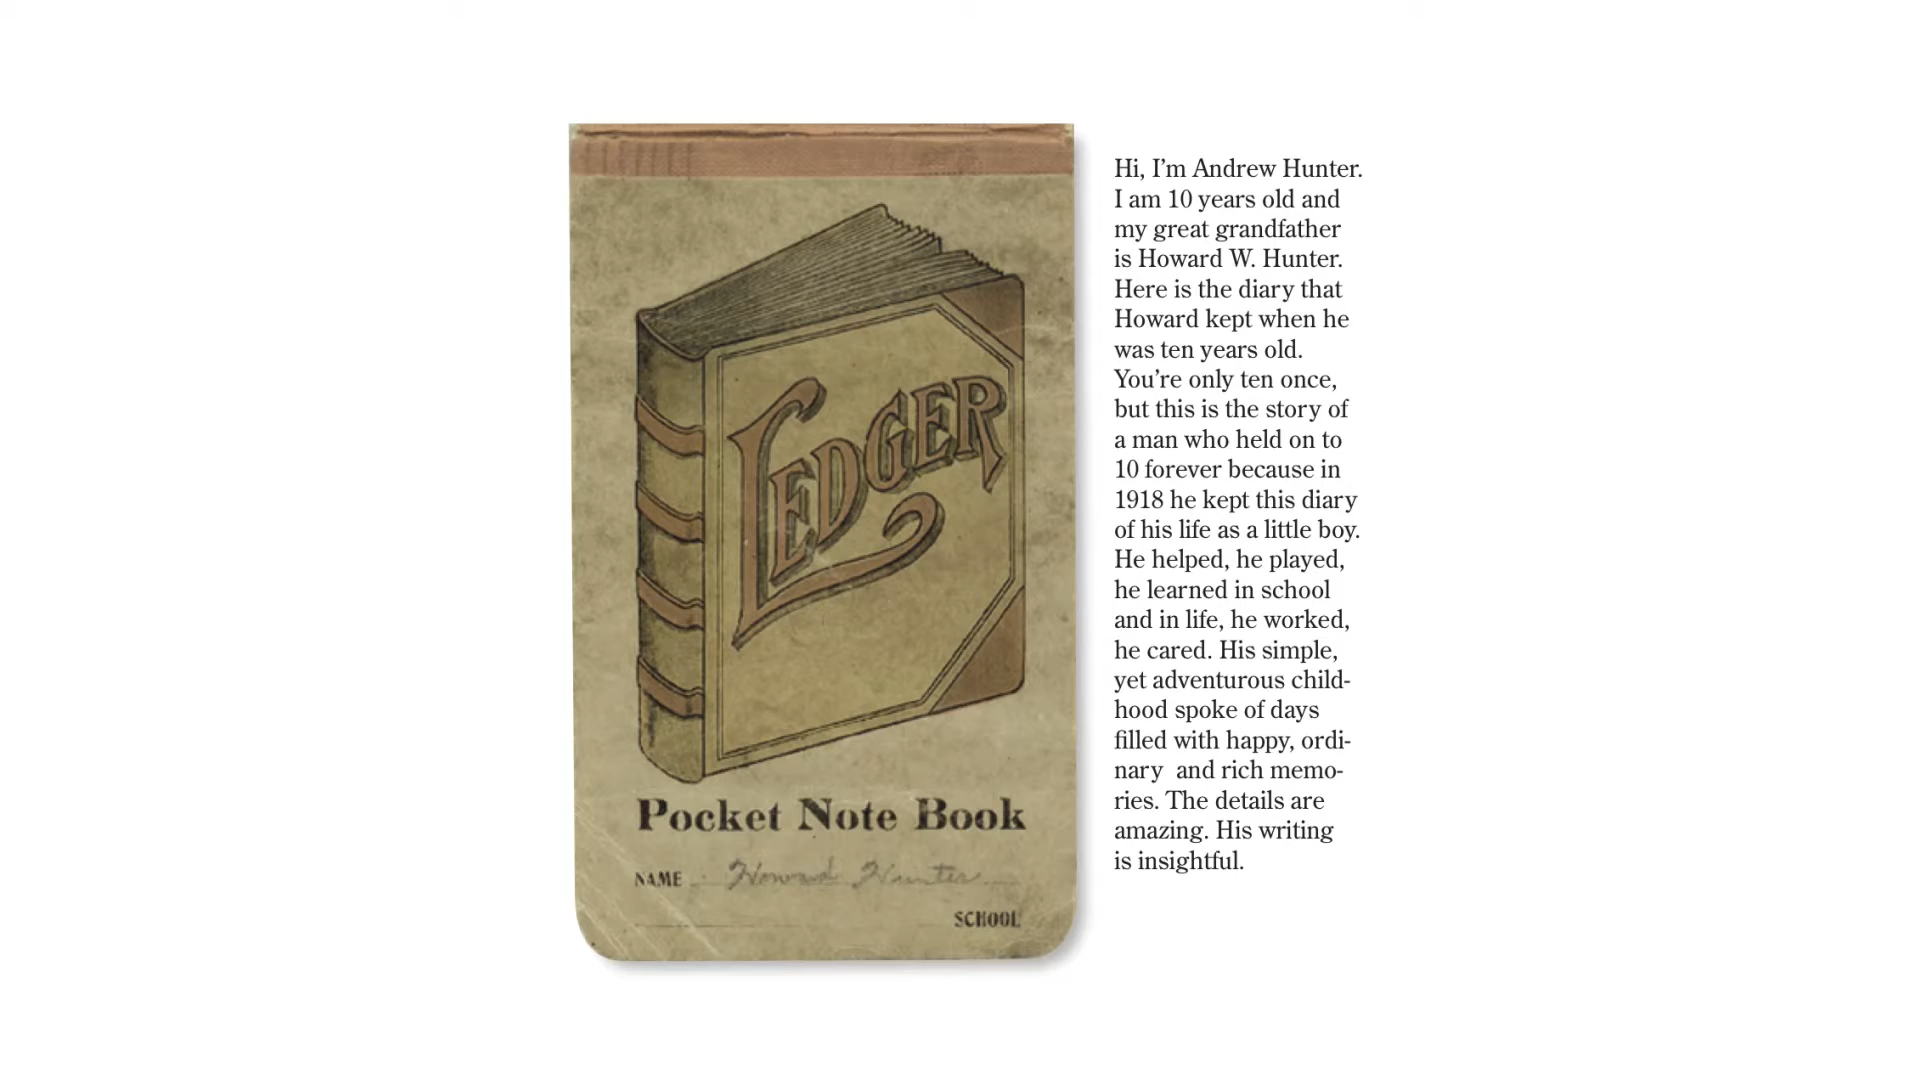 LEDGER
Pocket Note Book
NAME Howard Hunter
SCHOOL
Hi, I’m Andrew Hunter.
I am 10 years old and
my great grandfather
is Howard W. Hunter.
Here is the diary that
Howard kept when he
was ten years old.
You’re only ten once,
but this is the story of
a man who held on to
10 forever because in
1918 he kept this diary
of his life as a little boy.
He helped, he played,
he learned in school
and in life, he worked,
he cared. His simple,
yet adventurous child-
hood spoke of days
filled with happy, ordi-
nary  and rich memo-
ries. The details are
amazing. His writing
is insightful.